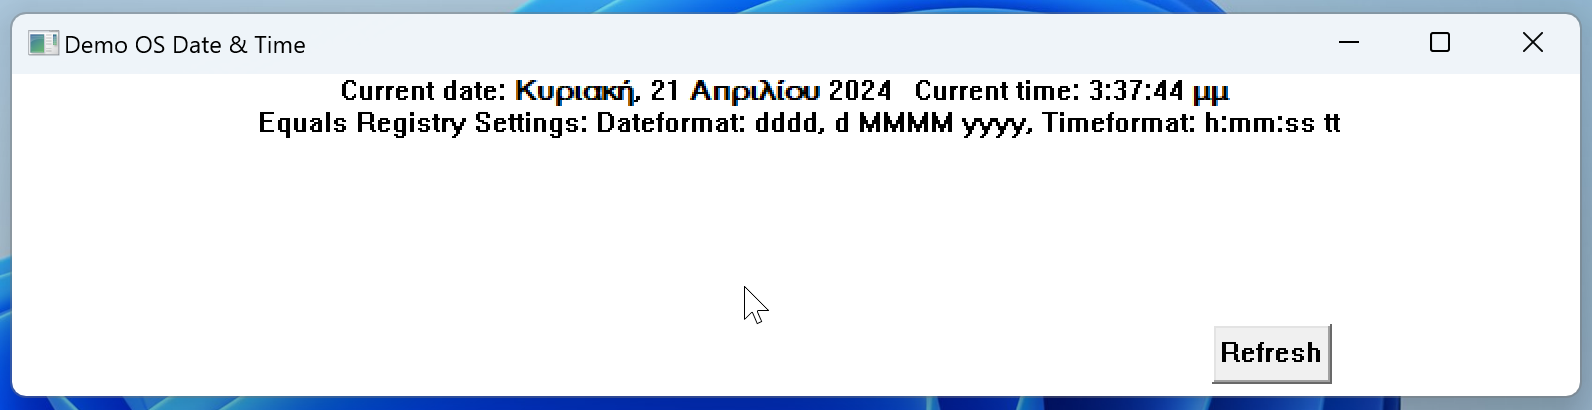 Demo OS Date & Time
Current date: Κυριακή, 21 Απριλίου 2024 Current time: 3:37:44 μμ
Equals Registry Settings: Dateformat: dddd, d MMMM yyyy, Timeformat: h:mm:ss tt
Refresh